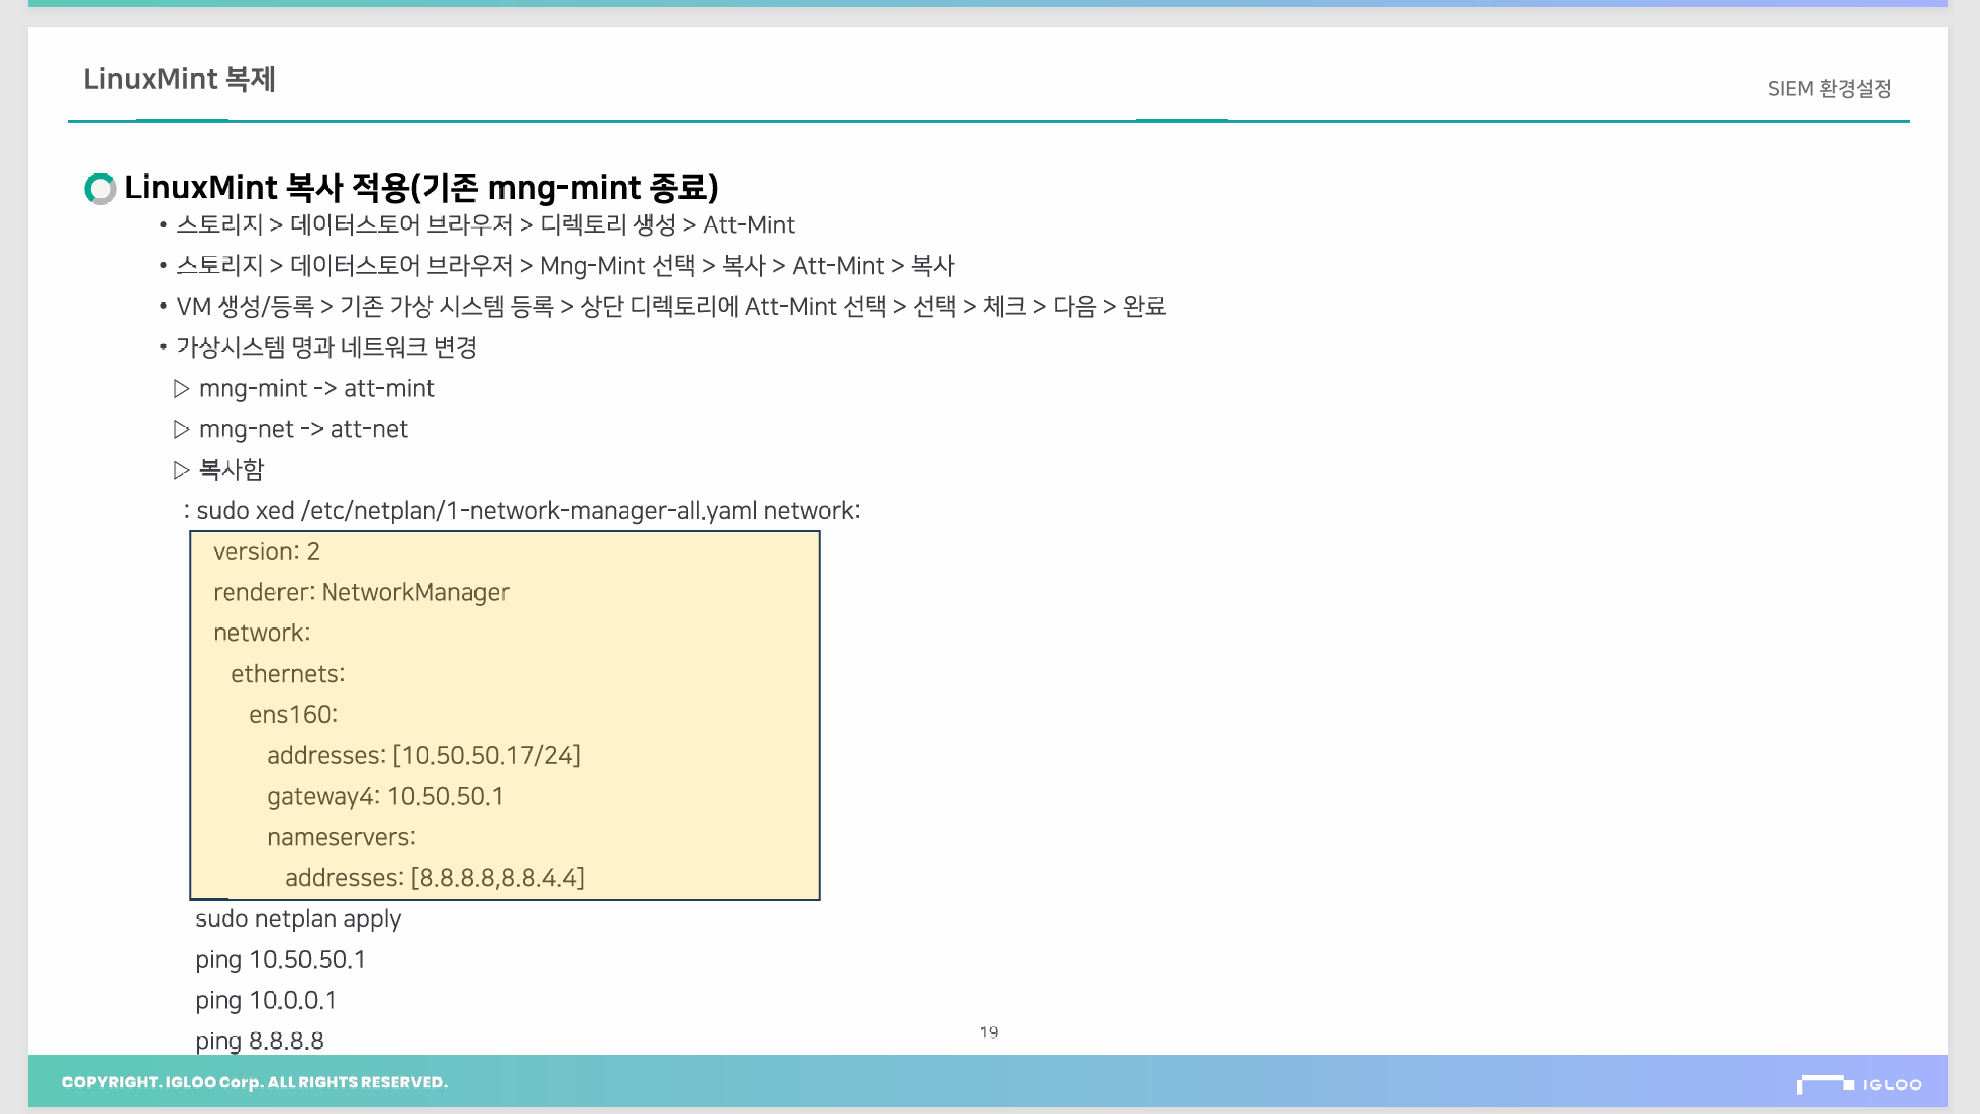 LinuxMint 복제
SIEM 환경설정
LinuxMint 복사 적용(기존 mng-mint 종료)
• 스토리지 > 데이터스토어 브라우저 > 디렉토리 생성 > Att-Mint
• 스토리지 > 데이터스토어 브라우저 > Mng-Mint 선택 > 복사 > Att-Mint > 복사
• VM 생성/등록 > 기존 가상 시스템 등록 > 상단 디렉토리에 Att-Mint 선택 > 선택 > 체크 > 다음 > 완료
• 가상시스템 명과 네트워크 변경
▷ mng-mint -> att-mint
▷ mng-net -> att-net
▷ 복사함
: sudo xed /etc/netplan/1-network-manager-all.yaml network:
version: 2
renderer: NetworkManager
network:
ethernets:
ens160:
addresses: [10.50.50.17/24]
gateway4: 10.50.50.1
nameservers:
addresses: [8.8.8.8,8.8.4.4]
sudo netplan apply
ping 10.50.50.1
ping 10.0.0.1
ping 8.8.8.8
19
COPYRIGHT. IGLOO Corp. ALL RIGHTS RESERVED.
IGLOO